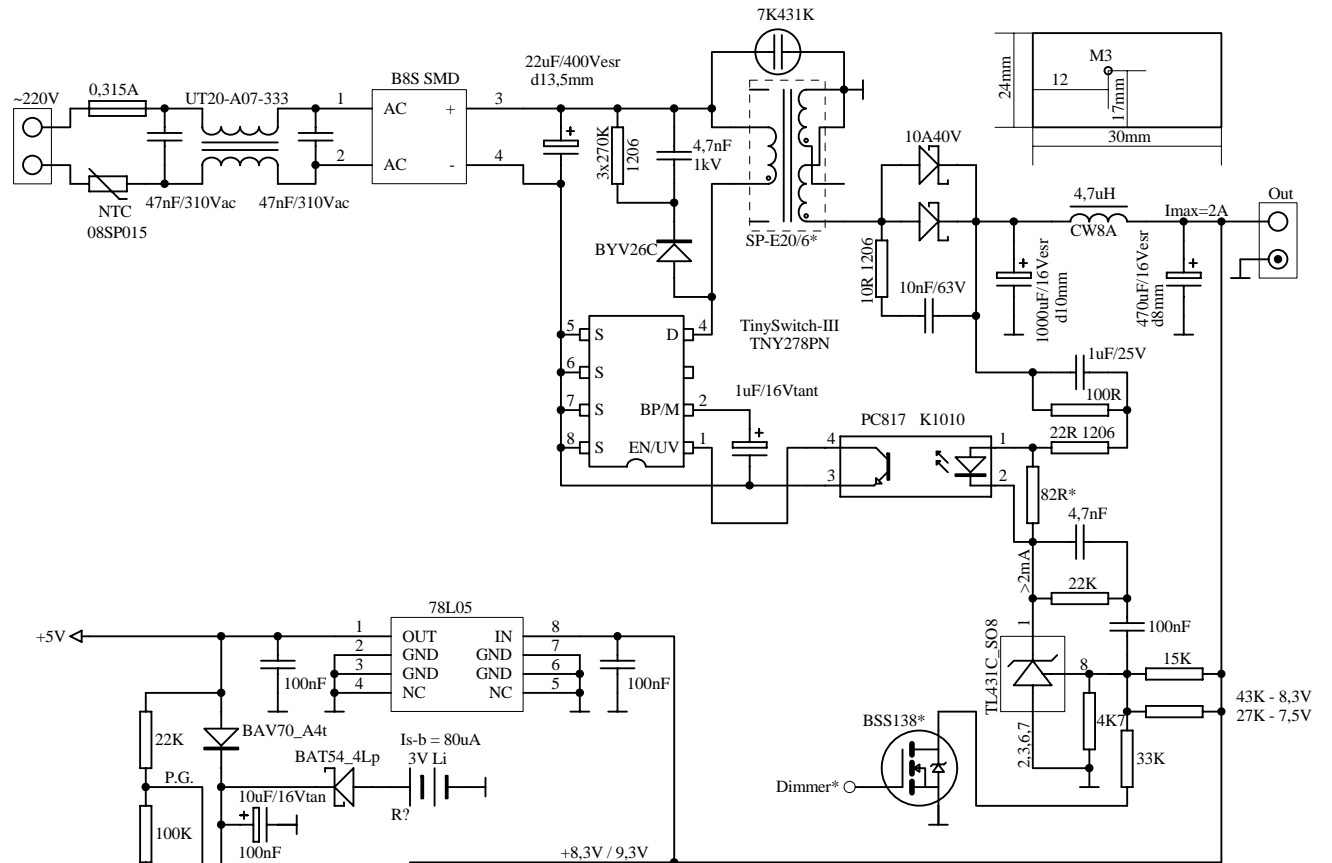 7K431K
22uF/400Vesr
d13,5mm
B8S SMD
M3
24mm
12
17mm
30mm
~220V
0,315A
UT20-A07-333
1
AC
+
3
2
AC
-
4
NTC
08SP015
47nF/310Vac
47nF/310Vac
3x270K
1206
4,7nF
1kV
BYV26C
SP-E20/6*
10A40V
10R 1206
10nF/63V
4,7uH
CW8A
Imax=2A
Out
+
1000uF/16Vesr
d10mm
+
470uF/16Vesr
d8mm
+
TinySwitch-III
TNY278PN
5
S
D
4
6
S
7
S
BP/M
2
8
S
EN/UV
1
1uF/16Vtant
+
1uF/25V
100R
22R 1206
PC817 K1010
4
3
1
2
82R*
4,7nF
>2mA
22K
100nF
TL431C_SO8
1
8
2,3,6,7
15K
4K7
33K
43K - 8,3V
27K - 7,5V
BSS138*
Dimmer*
78L05
+5V
1
OUT
IN
8
2
GND
GND
7
3
GND
GND
6
4
NC
NC
5
100nF
100nF
22K
BAV70_A4t
BAT54_4Lp
Is-b = 80uA
3V Li
R?
P.G.
10uF/16Vtan
+
100nF
100K
+8,3V / 9,3V